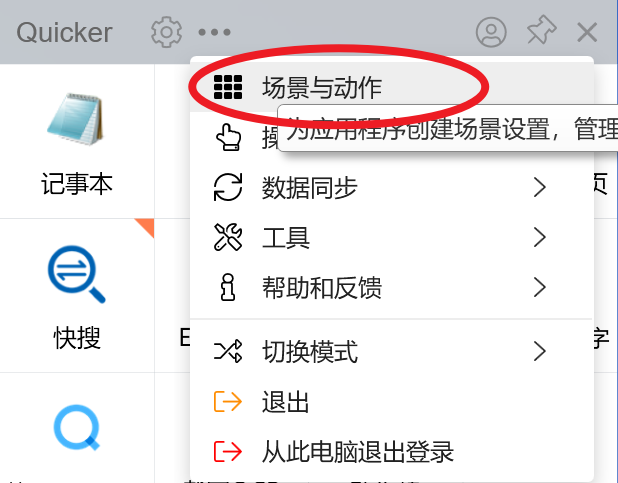 Quicker
场景与动作
为应用程序创建场景设置，管理
记事本
数据同步
页
工具
帮助和反馈
快搜
切换模式
字
退出
从此电脑退出登录